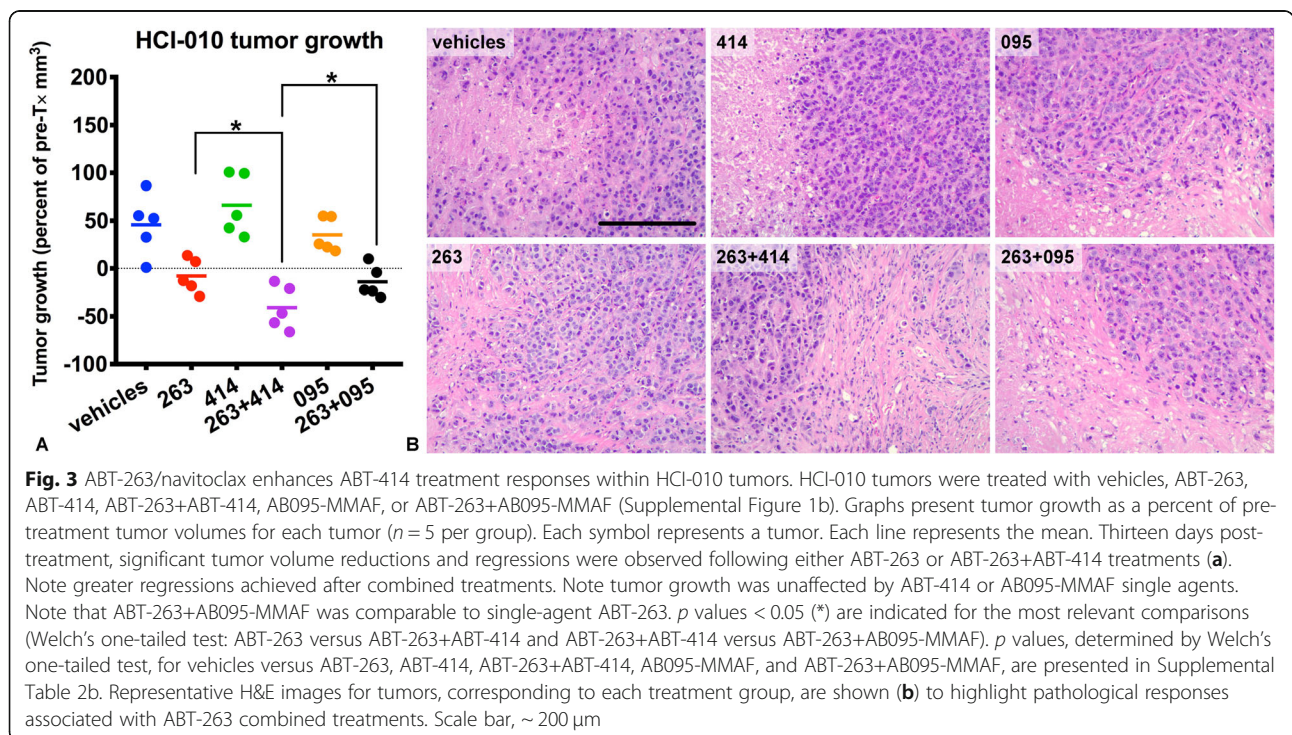 HCI-010 tumor growth
Tumor growth (percent of pre-T× mm³)
200
150
100
50
0
-50
-100
*
*
vehicles
263
414
263+414
095
263+095
A
B
vehicles
414
095
263
263+414
263+095
Fig. 3 ABT-263/navitoclax enhances ABT-414 treatment responses within HCI-010 tumors. HCI-010 tumors were treated with vehicles, ABT-263,
ABT-414, ABT-263+ABT-414, AB095-MMAF, or ABT-263+AB095-MMAF (Supplemental Figure 1b). Graphs present tumor growth as a percent of pre-
treatment tumor volumes for each tumor (n = 5 per group). Each symbol represents a tumor. Each line represents the mean. Thirteen days post-
treatment, significant tumor volume reductions and regressions were observed following either ABT-263 or ABT-263+ABT-414 treatments (a).
Note greater regressions achieved after combined treatments. Note tumor growth was unaffected by ABT-414 or AB095-MMAF single agents.
Note that ABT-263+AB095-MMAF was comparable to single-agent ABT-263. p values < 0.05 (*) are indicated for the most relevant comparisons
(Welch's one-tailed test: ABT-263 versus ABT-263+ABT-414 and ABT-263+ABT-414 versus ABT-263+AB095-MMAF). p values, determined by Welch's
one-tailed test, for vehicles versus ABT-263, ABT-414, ABT-263+ABT-414, AB095-MMAF, and ABT-263+AB095-MMAF, are presented in Supplemental
Table 2b. Representative H&E images for tumors, corresponding to each treatment group, are shown (b) to highlight pathological responses
associated with ABT-263 combined treatments. Scale bar, ~ 200 μm